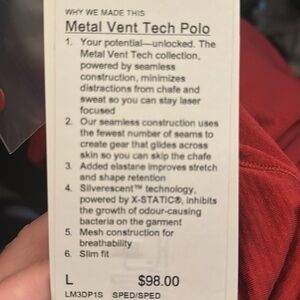 WHY WE MADE THIS
Metal Vent Tech Polo
1. Your potential—unlocked. The
Metal Vent Tech collection,
powered by seamless
construction, minimizes
distractions from chafe and
sweat so you can stay laser
focused
2. Our seamless construction uses
the fewest number of seams to
create gear that glides across
skin so you can skip the chafe
3. Added elastane improves stretch
and shape retention
4. Silverescent™ technology,
powered by X-STATIC®, inhibits
the growth of odour-causing
bacteria on the garment
5. Mesh construction for
breathability
6. Slim fit
L $98.00
LM3DP1S SPED/SPED